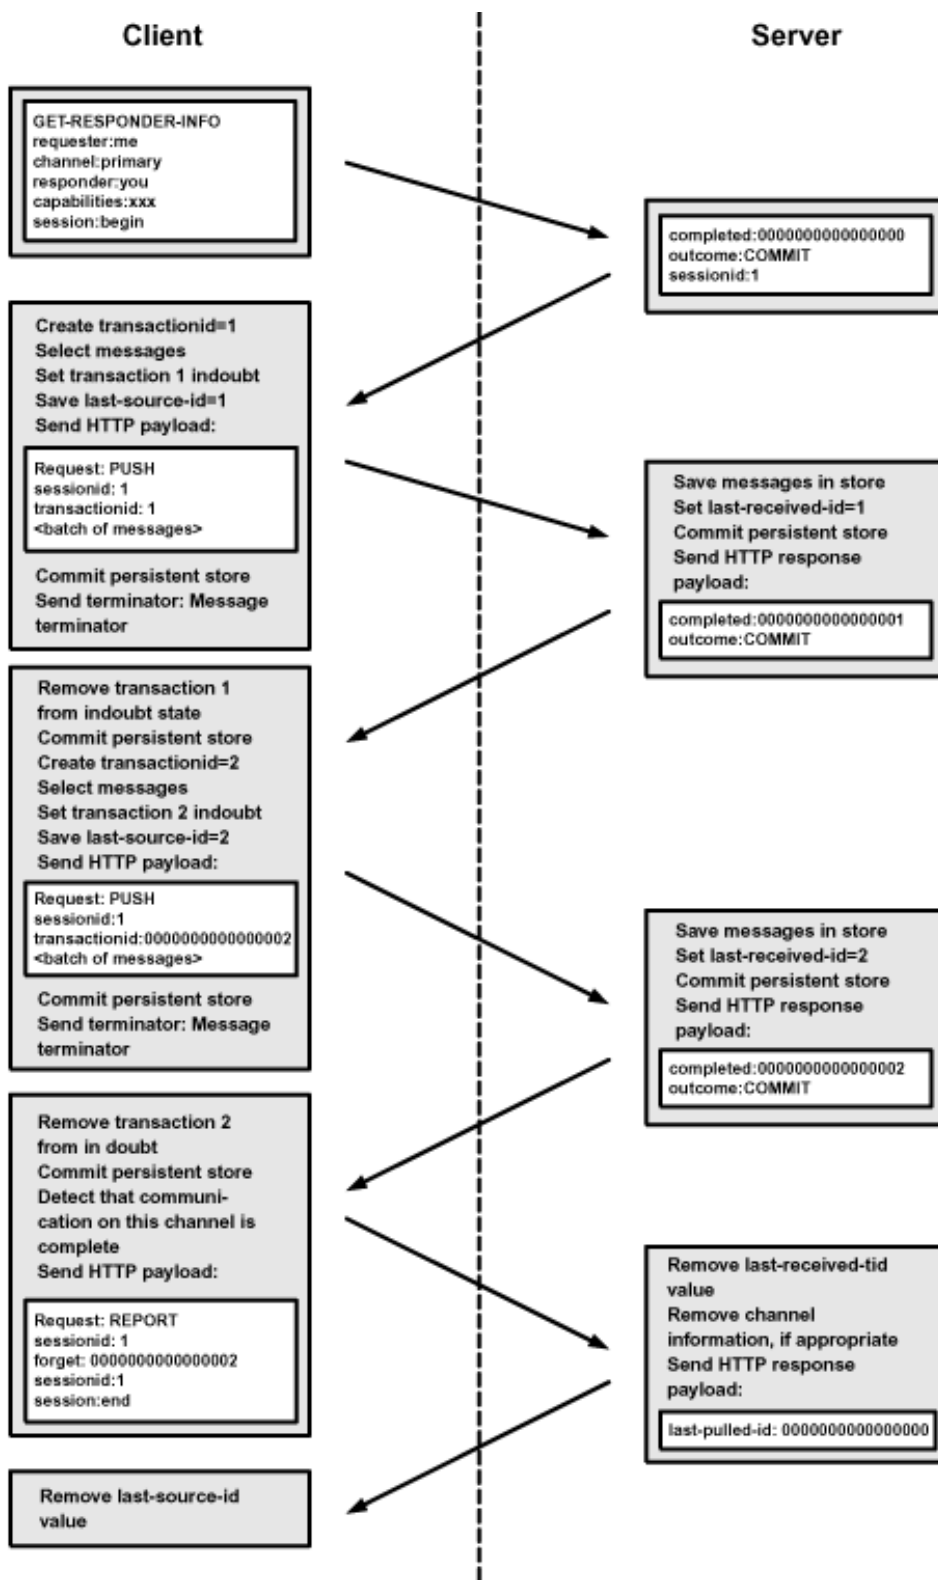 Client
Server
GET-RESPONDER-INFO
requester:me
channel:primary
responder:you
capabilities:xxx
session:begin
completed:0000000000000000
outcome:COMMIT
sessionid:1
Create transactionid=1
Select messages
Set transaction 1 indoubt
Save last-source-id=1
Send HTTP payload:
Request: PUSH
sessionid: 1
transactionid: 1
<batch of messages>
Commit persistent store
Send terminator: Message
terminator
Save messages in store
Set last-received-id=1
Commit persistent store
Send HTTP response
payload:
completed:0000000000000001
outcome:COMMIT
Remove transaction 1
from indoubt state
Commit persistent store
Create transactionid=2
Select messages
Set transaction 2 indoubt
Save last-source-id=2
Send HTTP payload:
Request: PUSH
sessionid:1
transactionid:0000000000000002
<batch of messages>
Commit persistent store
Send terminator: Message
terminator
Save messages in store
Set last-received-id=2
Commit persistent store
Send HTTP response
payload:
completed:0000000000000002
outcome:COMMIT
Remove transaction 2
from in doubt
Commit persistent store
Detect that communi-
cation on this channel is
complete
Send HTTP payload:
Request: REPORT
sessionid: 1
forget: 0000000000000002
sessionid:1
session:end
Remove last-received-tid
value
Remove channel
information, if appropriate
Send HTTP response
payload:
last-pulled-id: 0000000000000000
Remove last-source-id
value